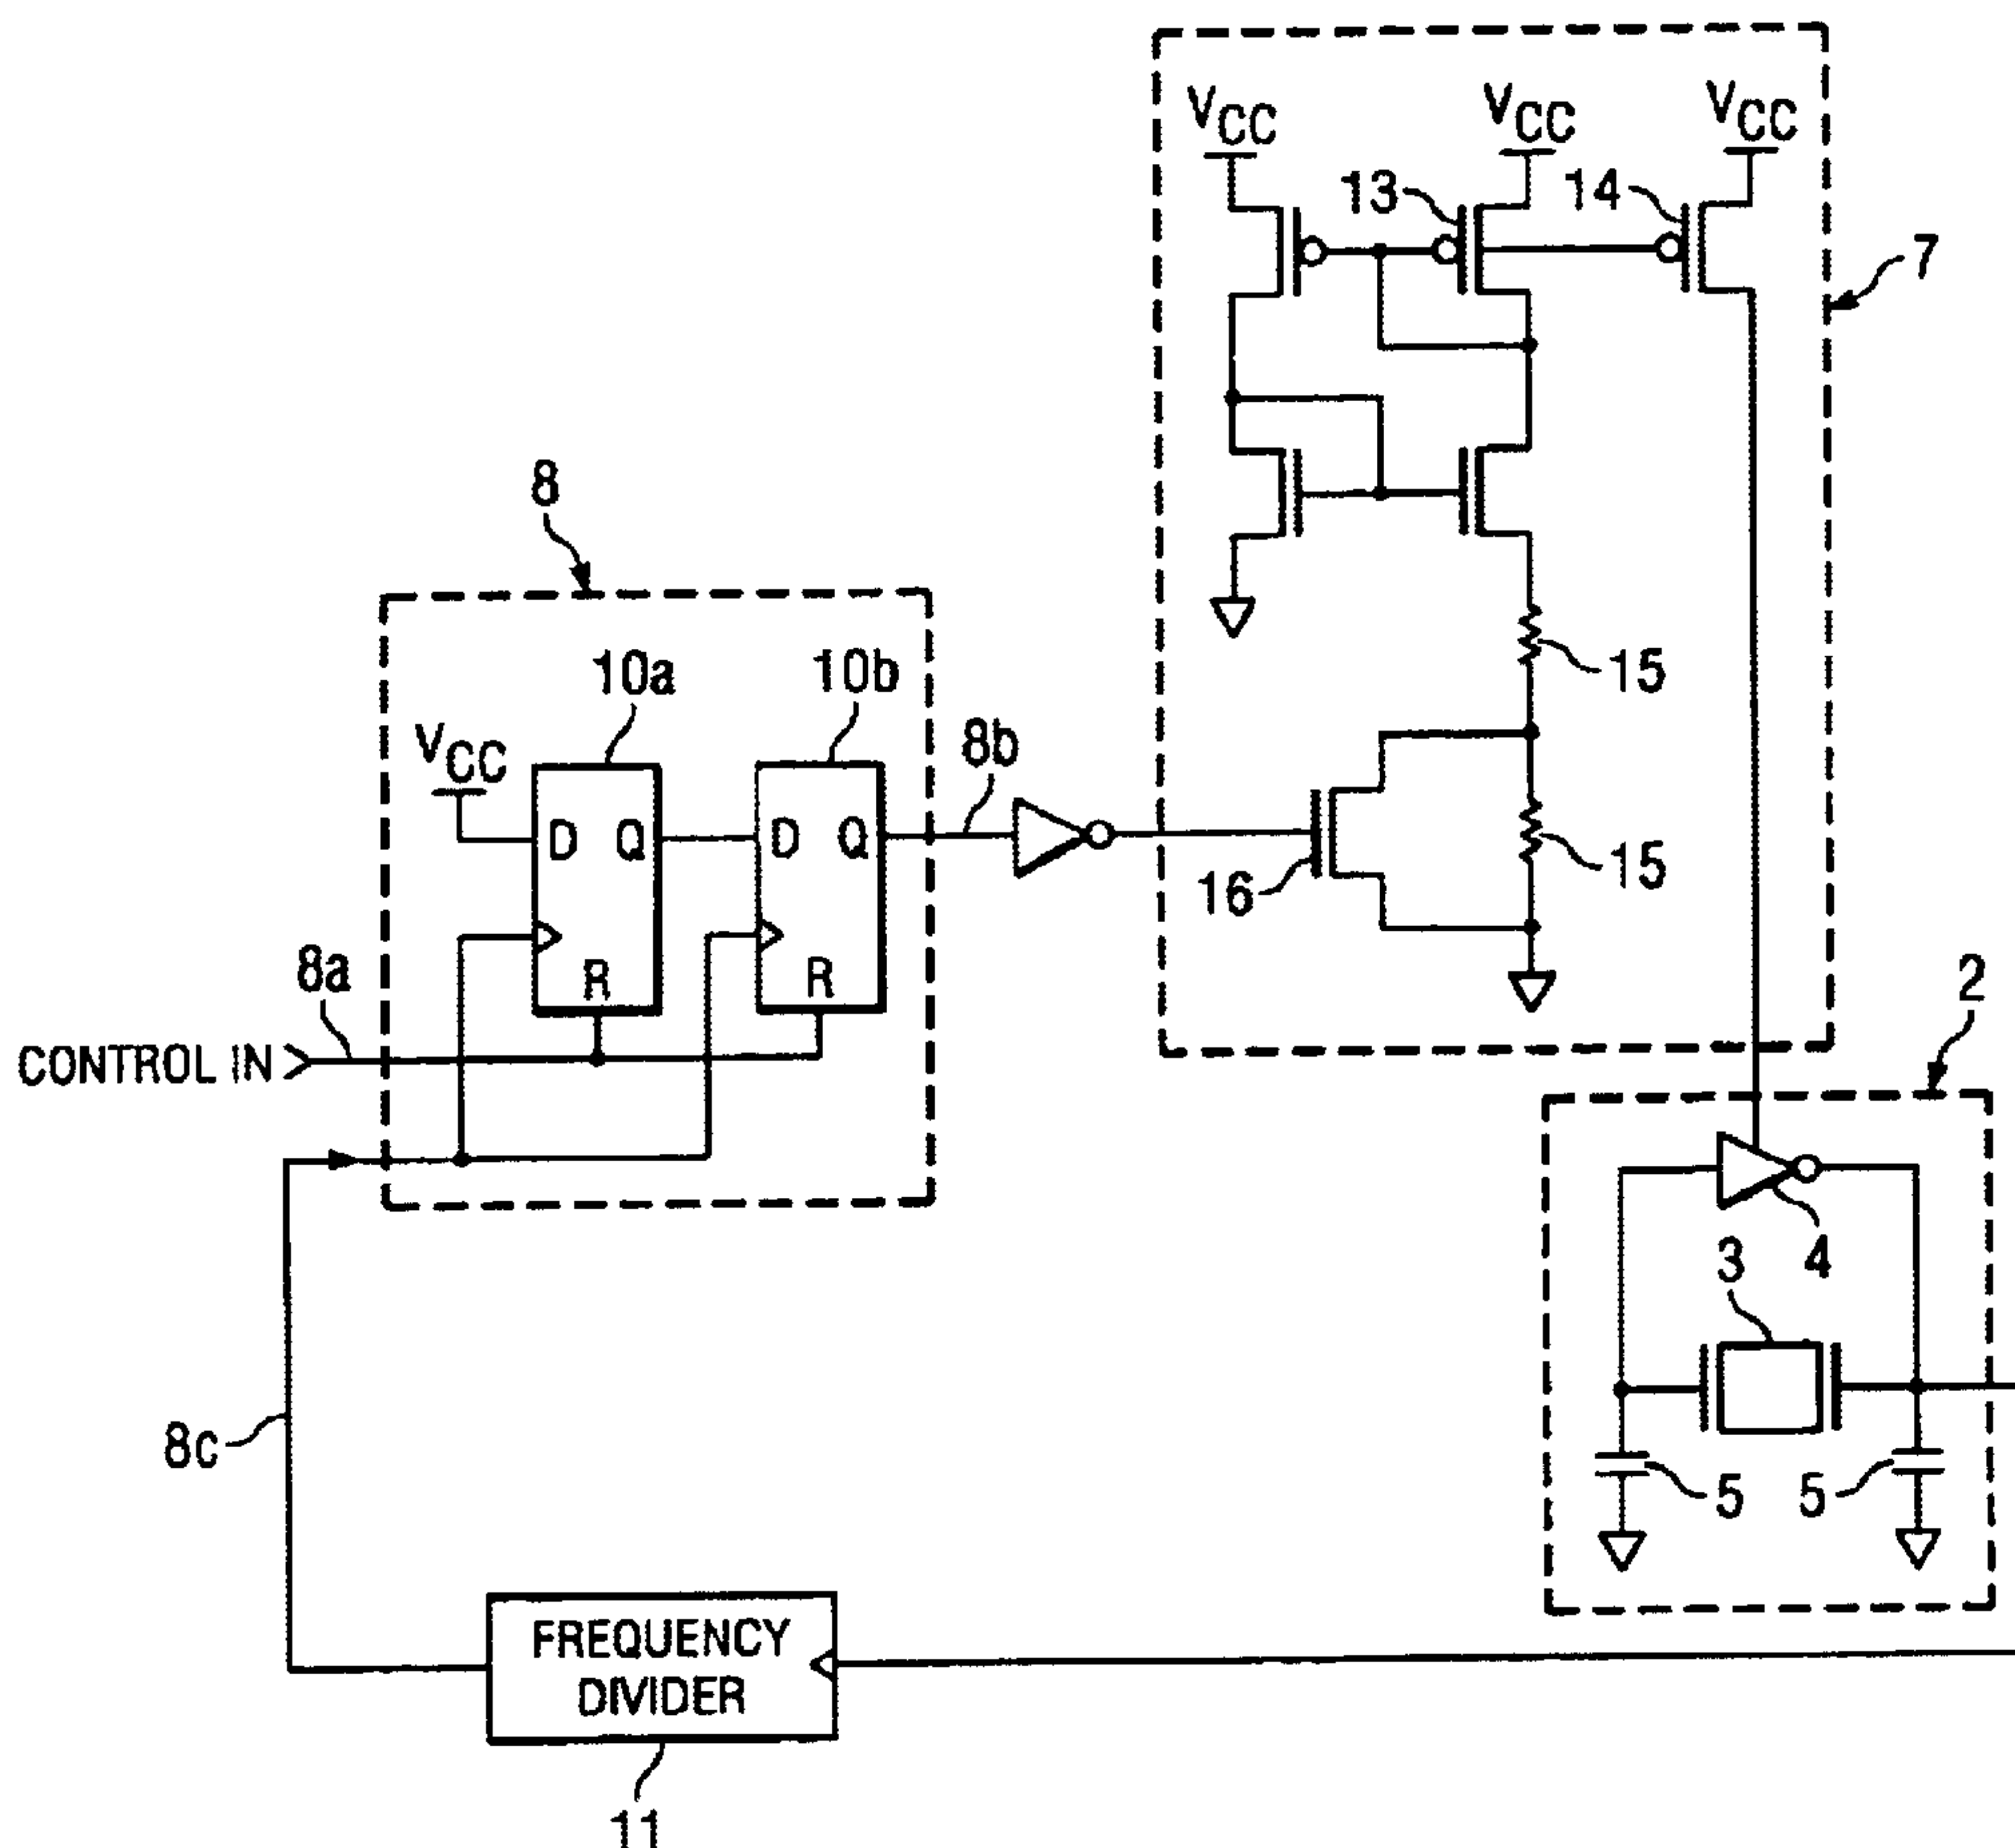 VCC
VCC
VCC
13
14
7
8
10a
10b
15
VCC
8b
D Q
D Q
16
15
R
R
8a
2
CONTROL IN
3
4
8c
5
5
FREQUENCY
DIVIDER
11